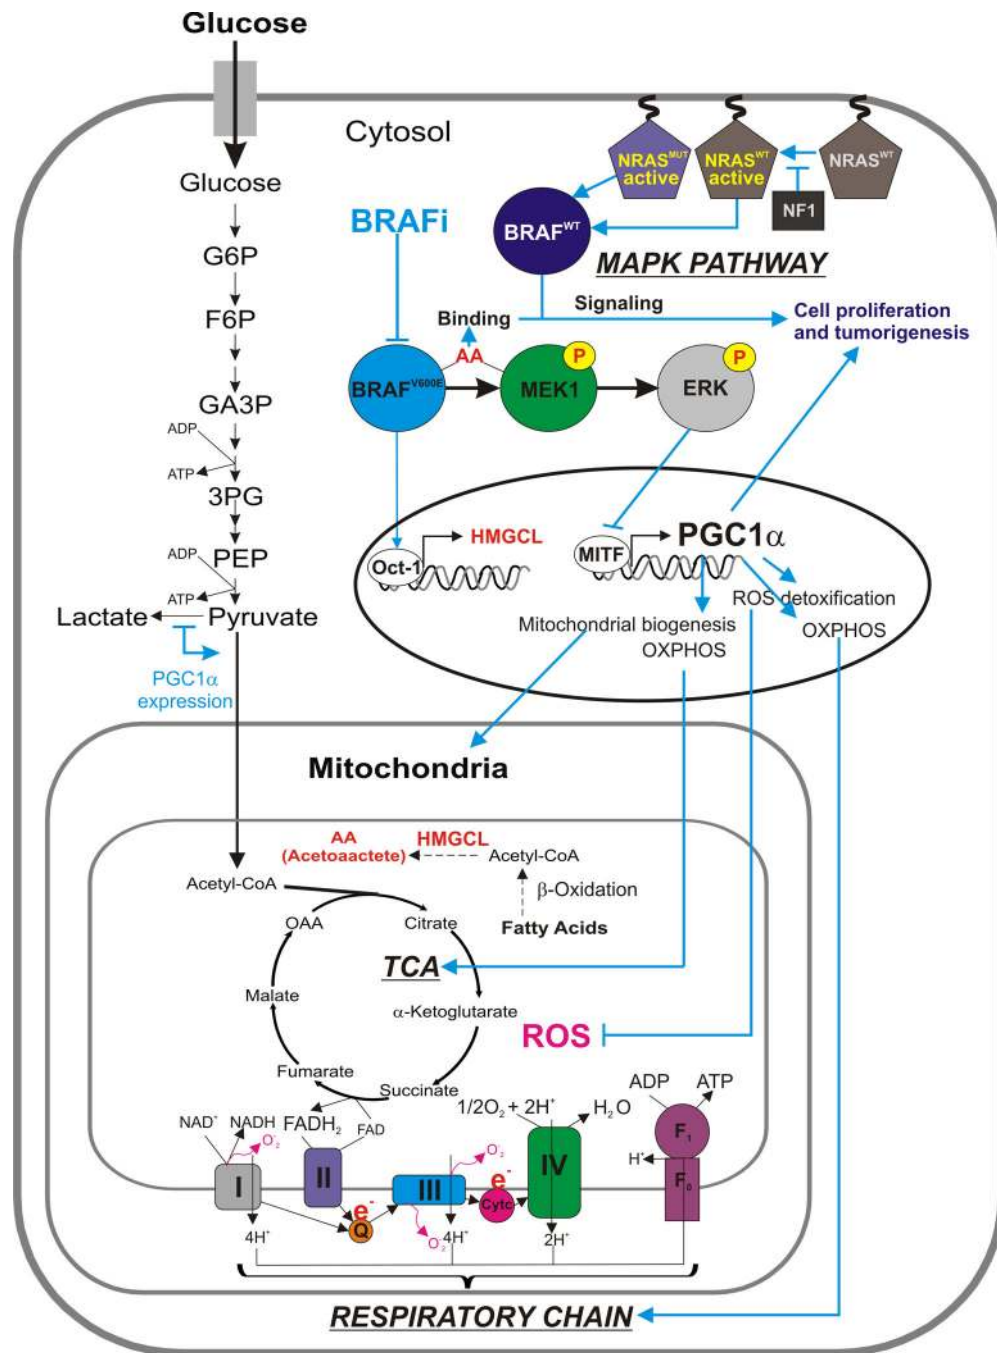 Glucose
Cytosol
NRAS^MUT
active
NRAS^WT
active
NRAS^WT
NF1
Glucose
BRAFi
BRAF^WT
MAPK PATHWAY
G6P
Signaling
Binding
Cell proliferation
and tumorigenesis
F6P
AA
P
P
BRAF^V600E
MEK1
ERK
GA3P
ADP
ATP
3PG
PGC1α
HMGCL
MITF
Oct-1
ADP
PEP
ATP
ROS detoxification
Lactate
Pyruvate
Mitochondrial biogenesis
OXPHOS
OXPHOS
PGC1α
expression
Mitochondria
AA
(Acetoaactete)
HMGCL
Acetyl-CoA
Acetyl-CoA
β-Oxidation
OAA
Citrate
Fatty Acids
TCA
Malate
α-Ketoglutarate
ROS
Fumarate
Succinate
ADP
ATP
NAD⁺
NADH
FADH₂
FAD
1/2O₂ + 2H⁺
H₂O
O⁻₂
O⁻₂
F₁
H⁺
I
II
III
IV
F₀
e⁻
e⁻
Cytc
Q
4H⁺
O⁻₂
4H⁺
2H⁺
RESPIRATORY CHAIN